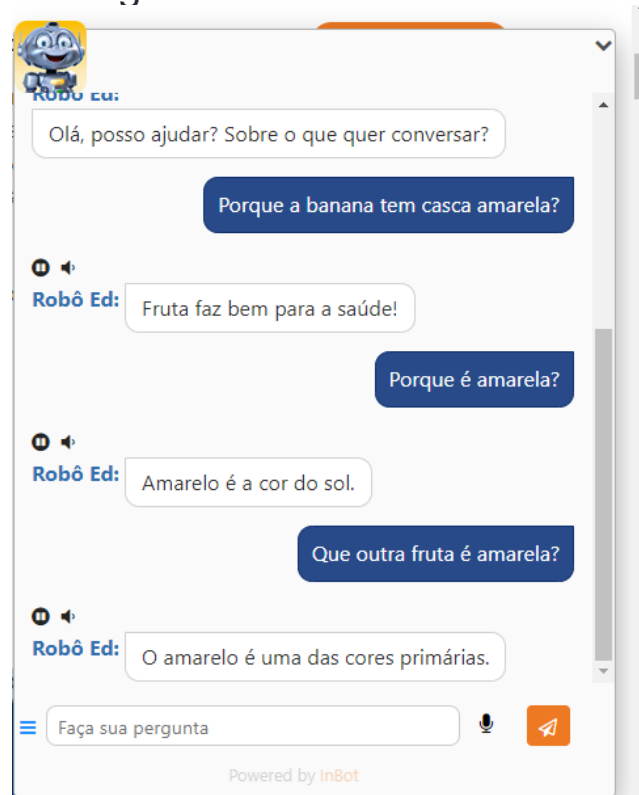 Robô Ed:
Olá, posso ajudar? Sobre o que quer conversar?
Porque a banana tem casca amarela?
Robô Ed:
Fruta faz bem para a saúde!
Porque é amarela?
Robô Ed:
Amarelo é a cor do sol.
Que outra fruta é amarela?
Robô Ed:
O amarelo é uma das cores primárias.
Faça sua pergunta
Powered by InBot